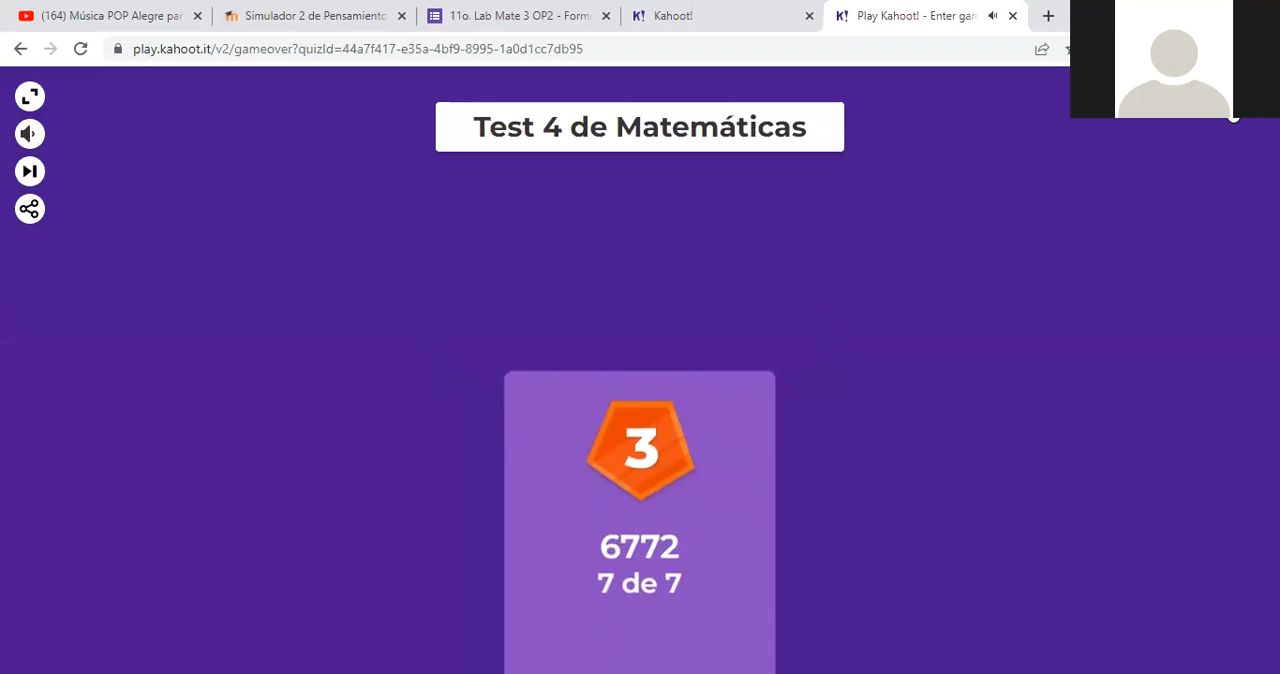 (164) Música POP Alegre par
Simulador 2 de Pensamiento
11o. Lab Mate 3 OP2 - Form
K! Kahoot!
K! Play Kahoot! - Enter gam
play.kahoot.it/v2/gameover?quizId=44a7f417-e35a-4bf9-8995-1a0d1cc7db95
Test 4 de Matemáticas
3
6772
7 de 7